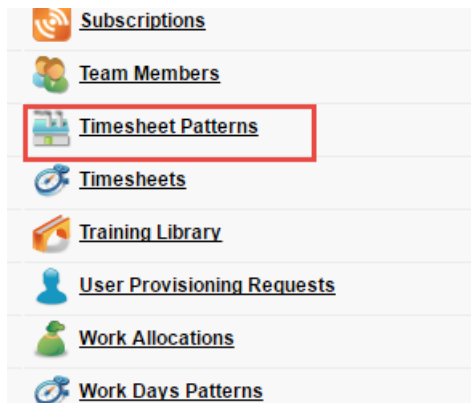 Subscriptions
Team Members
Timesheet Patterns
Timesheets
Training Library
User Provisioning Requests
Work Allocations
Work Days Patterns